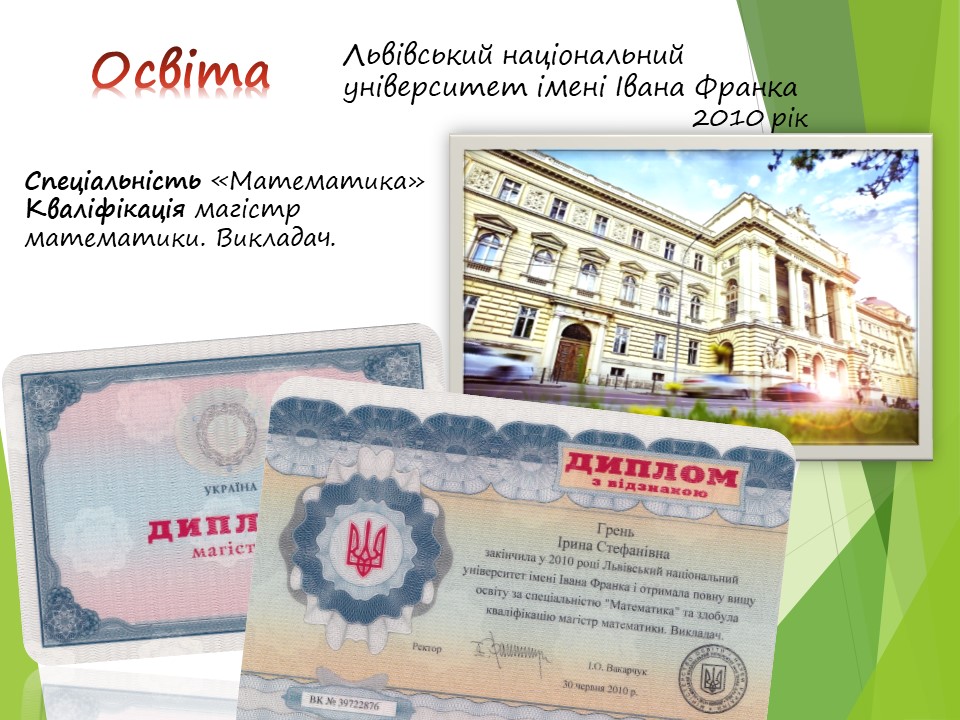 Освіта
Львівський національний
університет імені Івана Франка
2010 рік
Спеціальність «Математика»
Кваліфікація магістр
математики. Викладач.
УКРАЇНА
ДИПЛ
магіст
ДИПЛОМ
з відзнакою
Грень
Ірина Стефанівна
закінчила у 2010 році Львівський національний
університет імені Івана Франка і отримала повну вищу
освіту за спеціальністю "Математика" та здобула
кваліфікацію магістр математики. Викладач.
Ректор
І.О. Вакарчук
30 червня 2010 р.
ВК № 39722876